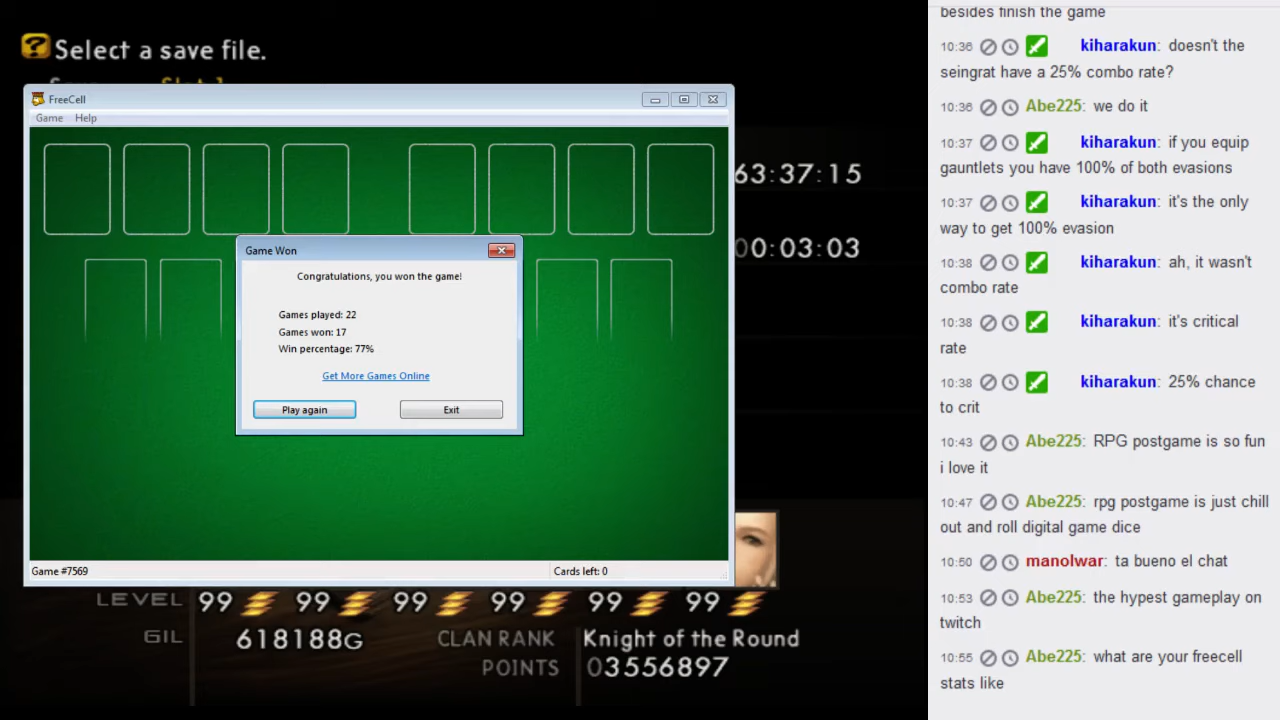 Select a save file.
FreeCell
Game Help
63:37:15
00:03:03
Game Won
Congratulations, you won the game!
Games played: 22
Games won: 17
Win percentage: 77%
Get More Games Online
Play again
Exit
Game #7569
Cards left: 0
LEVEL 99 99 99 99 99 99
GIL 618188G
CLAN RANK Knight of the Round
POINTS 03556897
besides finish the game
10:36 kiharakun: doesn't the
seingrat have a 25% combo rate?
10:36 Abe225: we do it
10:37 kiharakun: if you equip
gauntlets you have 100% of both evasions
10:37 kiharakun: it's the only
way to get 100% evasion
10:38 kiharakun: ah, it wasn't
combo rate
10:38 kiharakun: it's critical
rate
10:38 kiharakun: 25% chance
to crit
10:43 Abe225: RPG postgame is so fun
i love it
10:47 Abe225: rpg postgame is just chill
out and roll digital game dice
10:50 manolwar: ta bueno el chat
10:53 Abe225: the hypest gameplay on
twitch
10:55 Abe225: what are your freecell
stats like